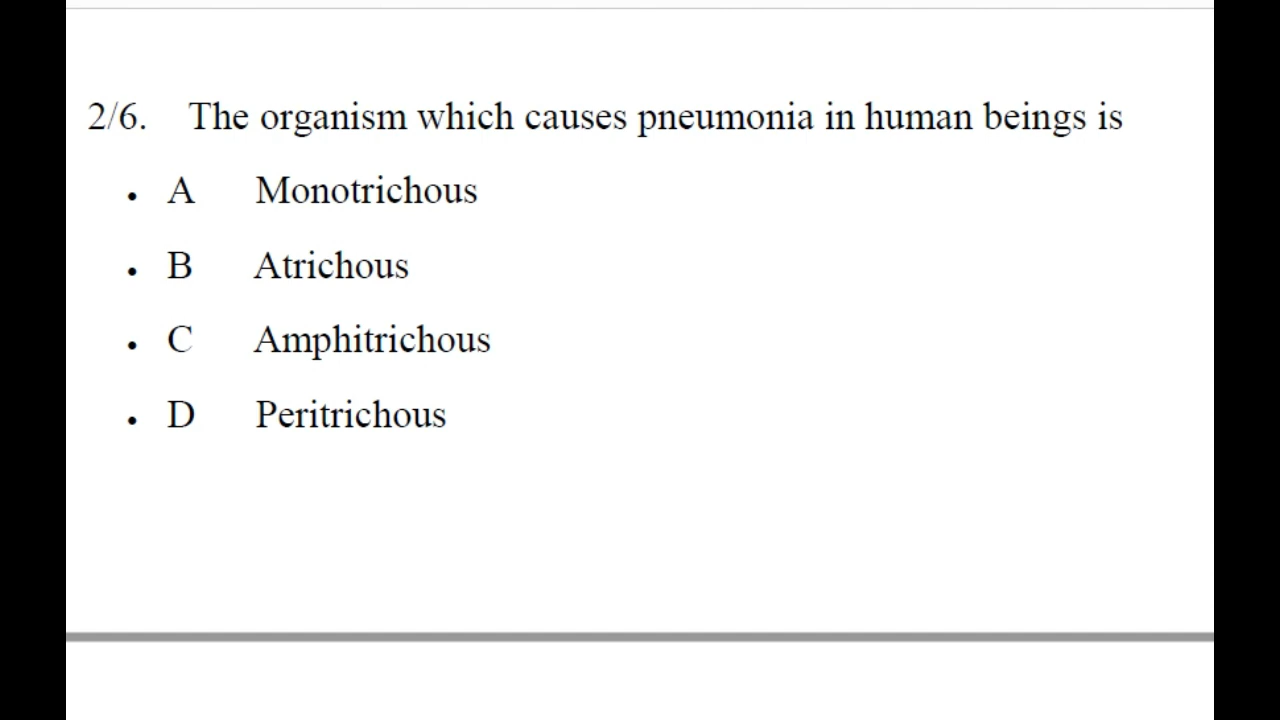 2/6. The organism which causes pneumonia in human beings is
• A Monotrichous
• B Atrichous
• C Amphitrichous
• D Peritrichous